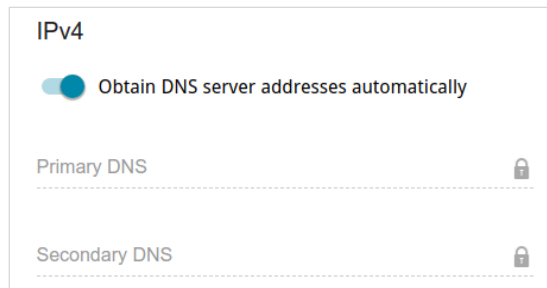 IPv4
Obtain DNS server addresses automatically
Primary DNS
Secondary DNS